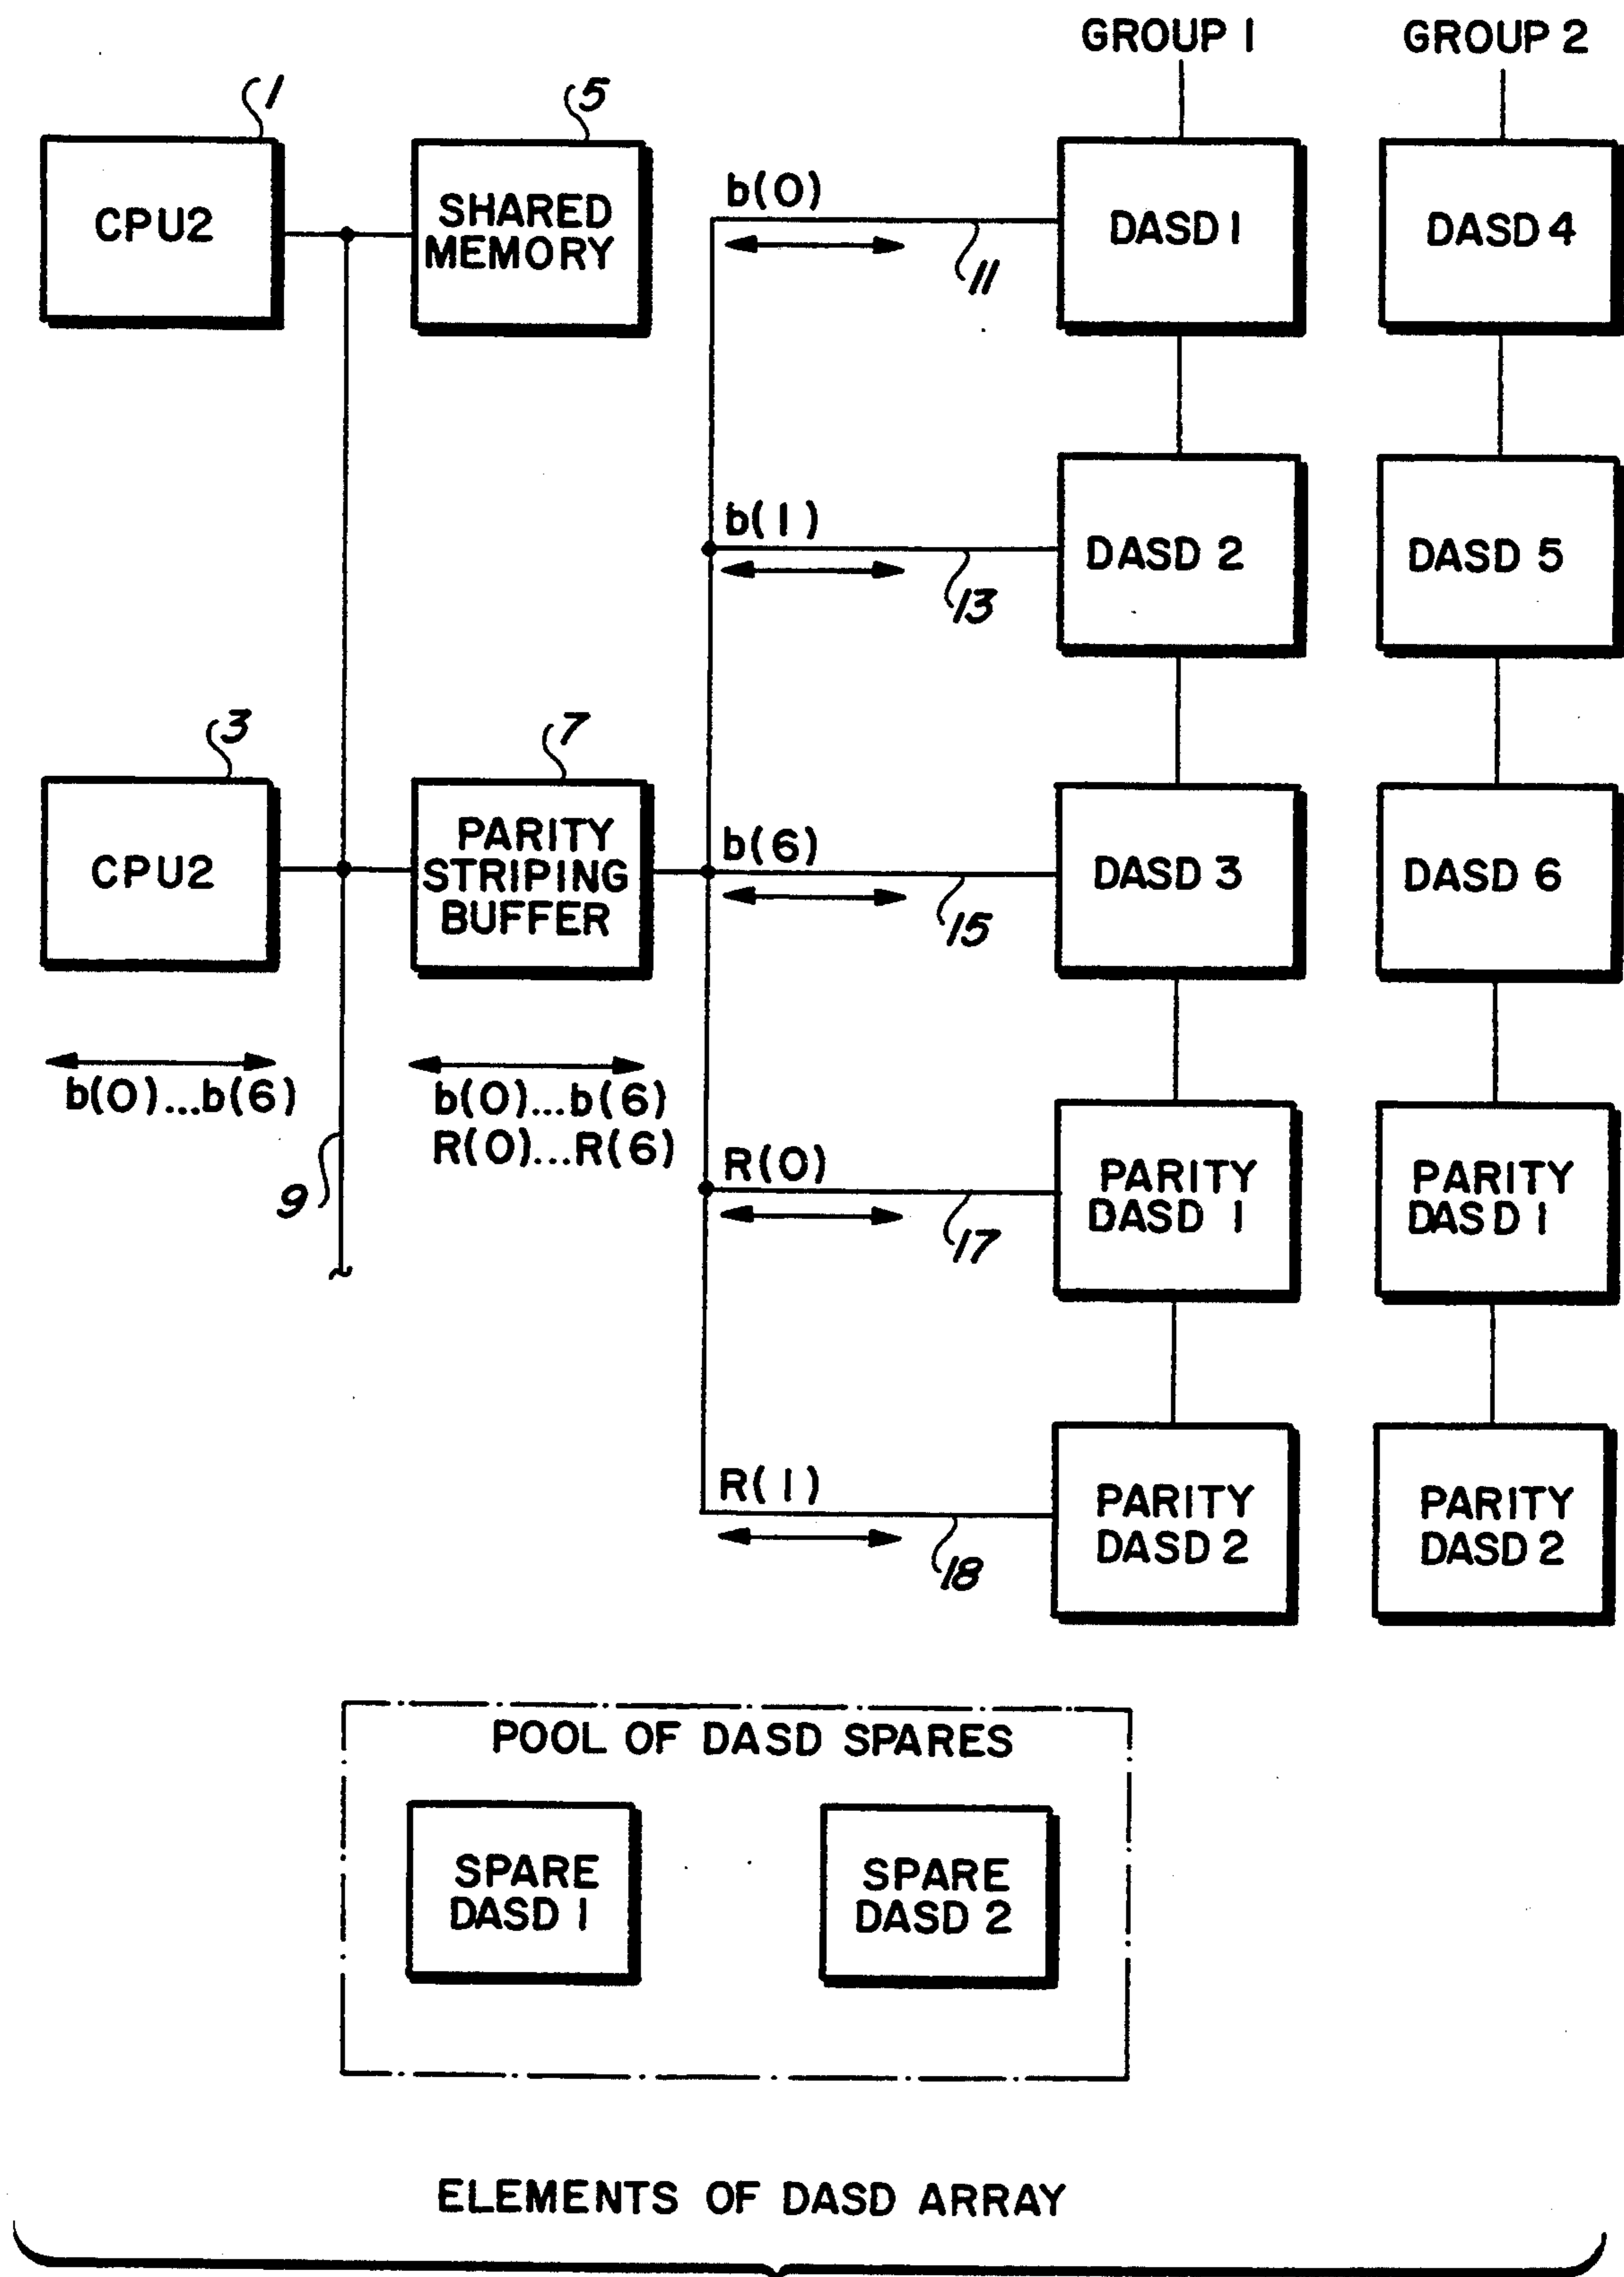 GROUP 1
GROUP 2
1
5
CPU2
SHARED
MEMORY
b(0)
11
DASD 1
DASD 4
b(1)
13
DASD 2
DASD 5
3
7
CPU2
PARITY
STRIPING
BUFFER
b(6)
15
DASD 3
DASD 6
b(0)...b(6)
b(0)...b(6)
R(0)...R(6)
9
R(0)
17
PARITY
DASD 1
PARITY
DASD 1
R(1)
18
PARITY
DASD 2
PARITY
DASD 2
POOL OF DASD SPARES
SPARE
DASD 1
SPARE
DASD 2
ELEMENTS OF DASD ARRAY